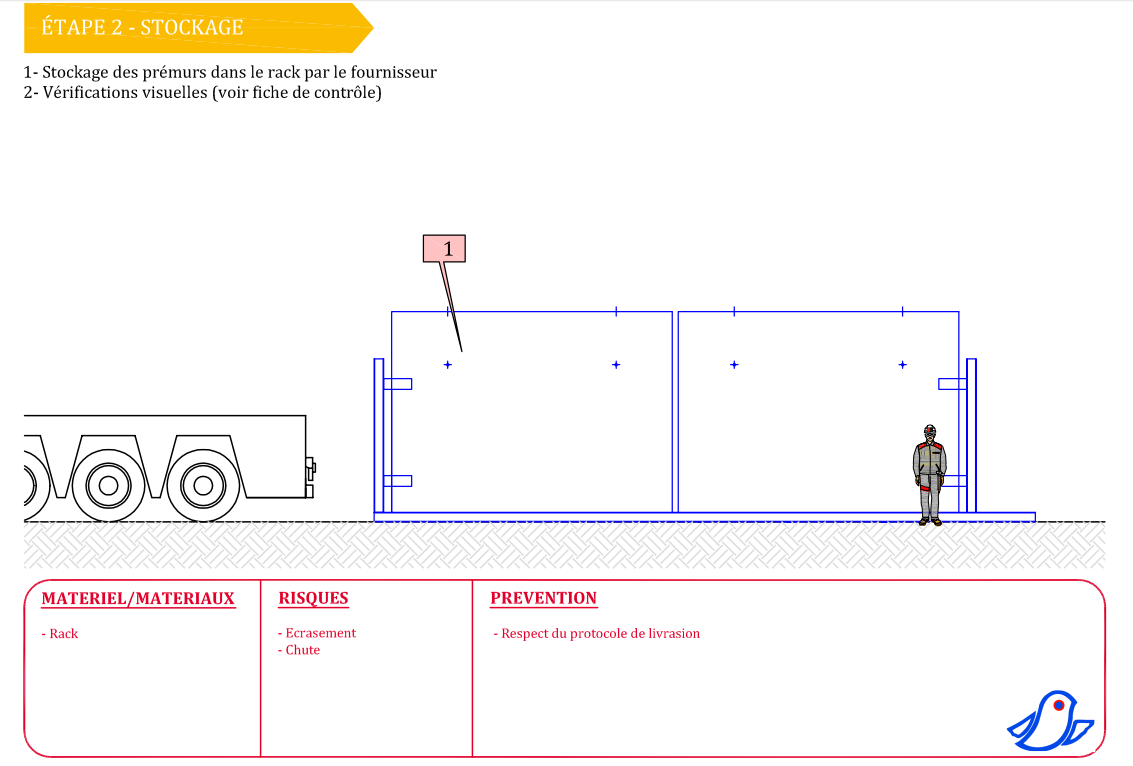 ÉTAPE 2 - STOCKAGE
1- Stockage des prémurs dans le rack par le fournisseur
2- Vérifications visuelles (voir fiche de contrôle)
1
MATERIEL/MATERIAUX
- Rack
RISQUES
- Ecrasement
- Chute
PREVENTION
- Respect du protocole de livrasion